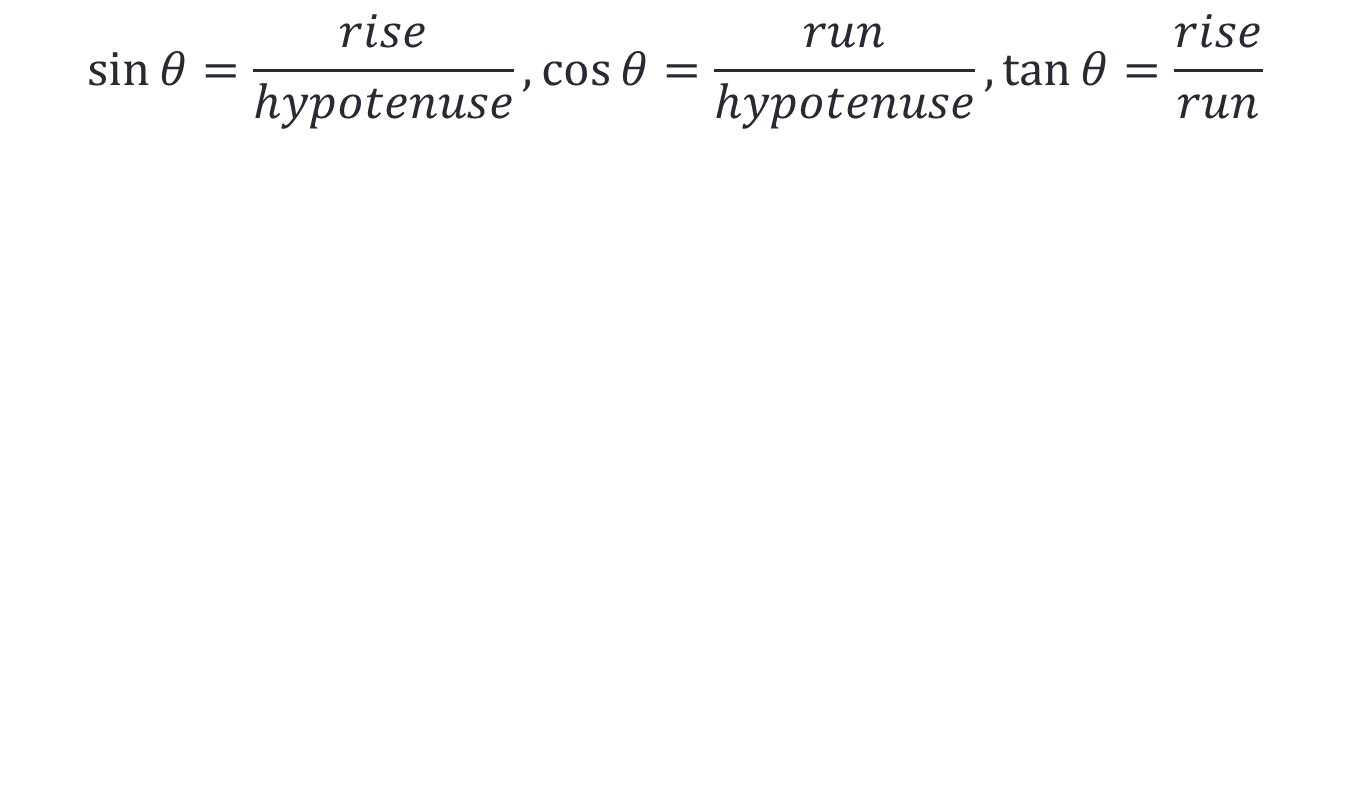 sin θ = rise/hypotenuse, cos θ = run/hypotenuse, tan θ = rise/run